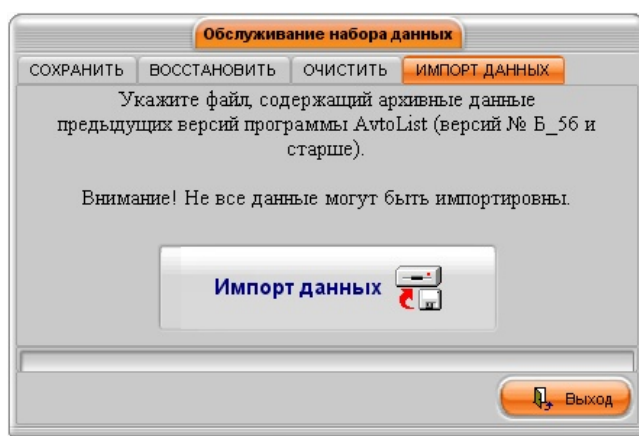 Обслуживание набора данных
СОХРАНИТЬ ВОССТАНОВИТЬ ОЧИСТИТЬ ИМПОРТ ДАННЫХ
Укажите файл, содержащий архивные данные
предыдущих версий программы AvtoList (версий № Б_56 и
старше).
Внимание! Не все данные могут быть импортировны.
Импорт данных
Выход